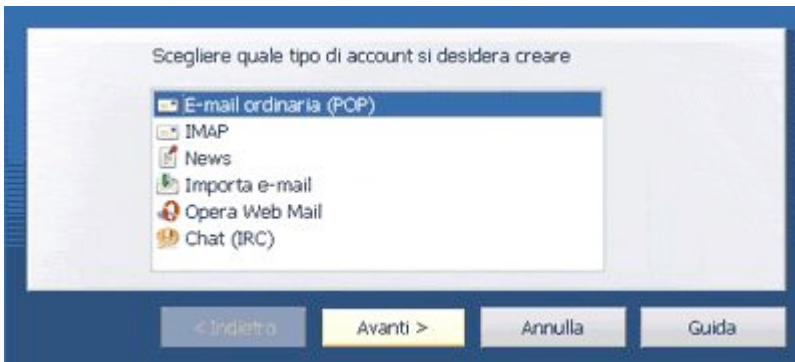 Scegliere quale tipo di account si desidera creare
E-mail ordinaria (POP)
IMAP
News
Importa e-mail
Opera Web Mail
Chat (IRC)
< Indietro Avanti > Annulla Guida